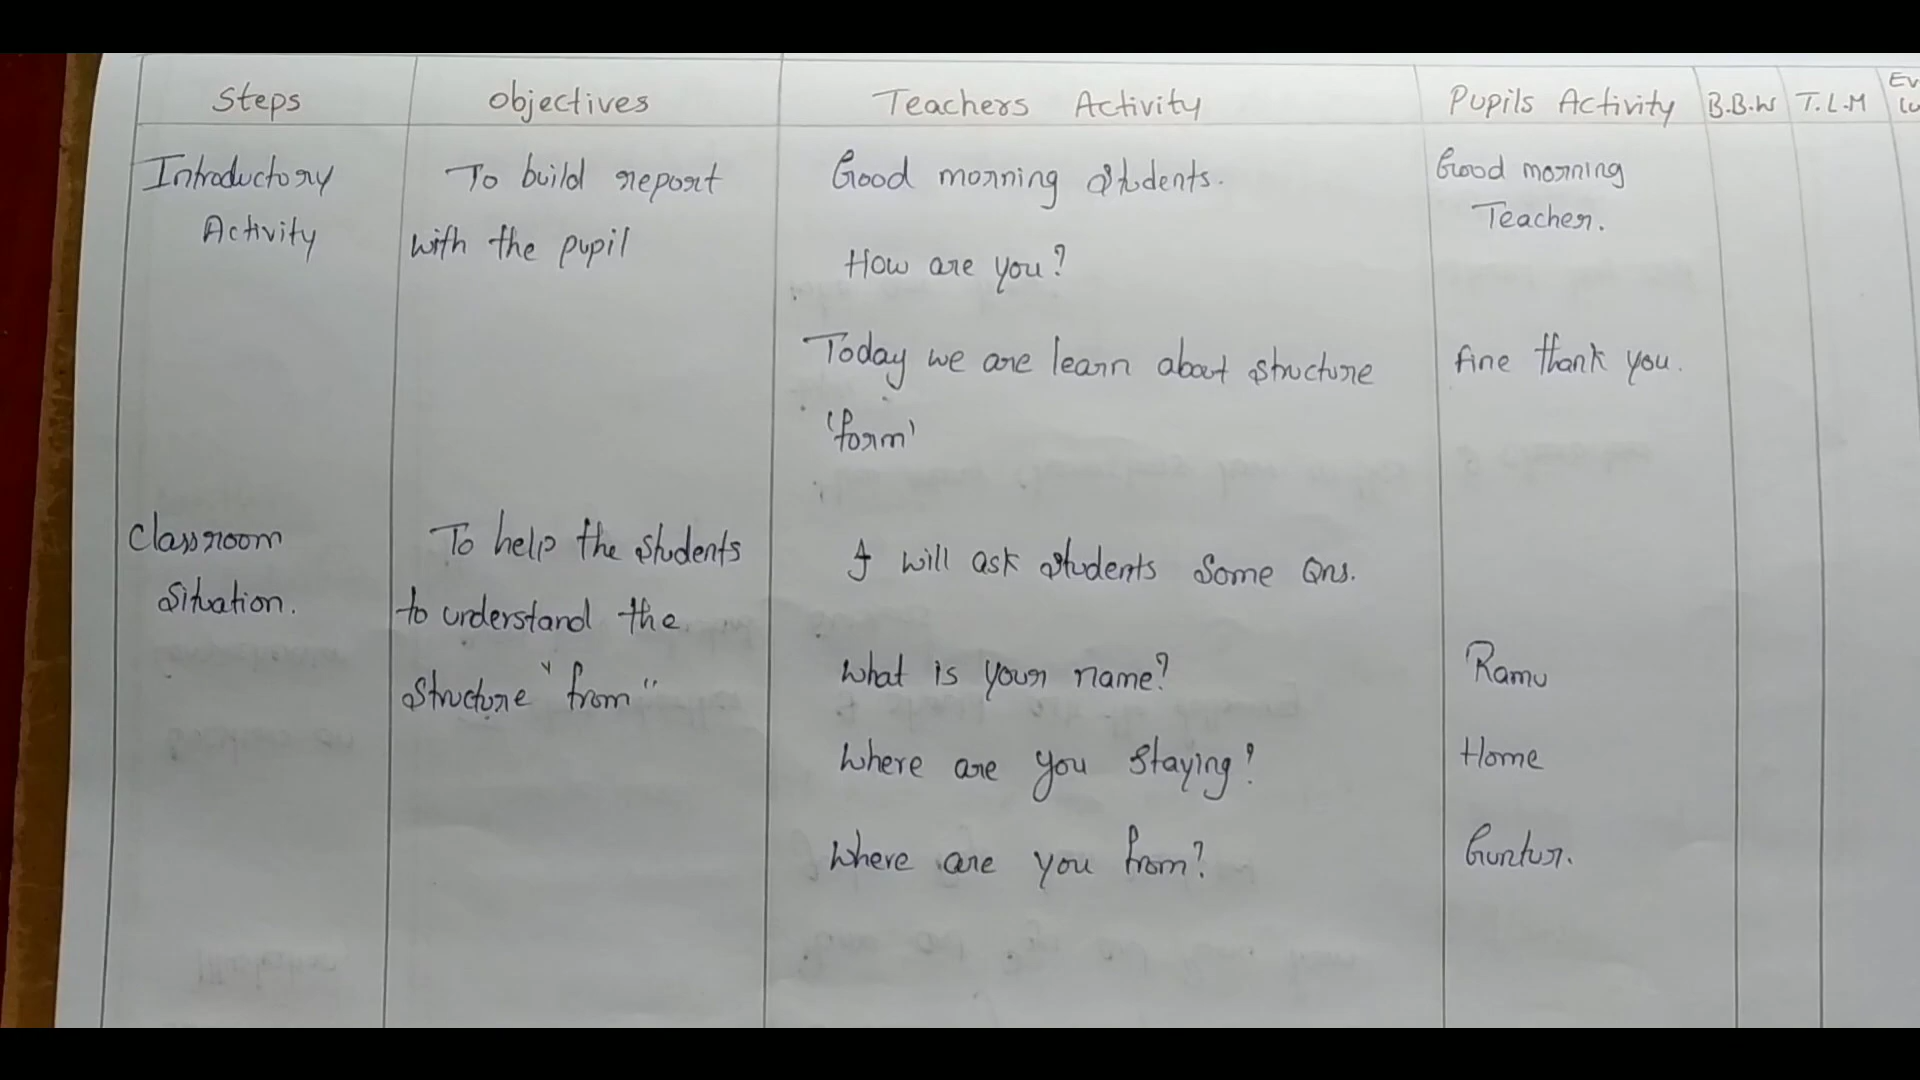 Steps
Objectives
Teachers Activity
Pupils Activity
B.B.W
T.L.M
Introductory
Activity
To build report
with the pupil
Good morning students.
How are you?
Today we are learn about structure
'form'
Good morning
Teacher.
fine thank you.
Classroom
Situation.
To help the students
to understand the
structure "from"
I will ask students some Qns.
What is your name?
Where are you staying?
Where are you from?
Ramu
Home
Guntur.